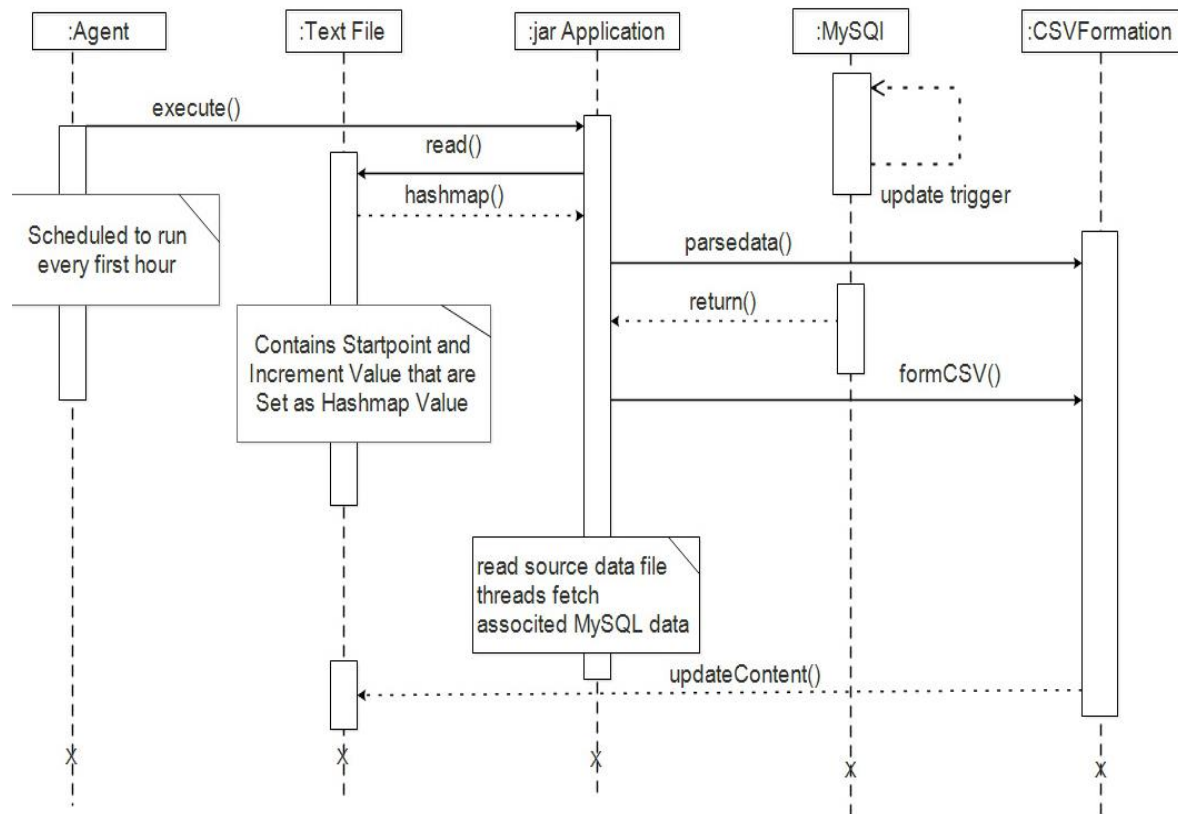 :Agent
:Text File
:jar Application
:MySQl
:CSVFormation
execute()
read()
hashmap()
update trigger
Scheduled to run
every first hour
parsedata()
return()
Contains Startpoint and
Increment Value that are
Set as Hashmap Value
formCSV()
read source data file
threads fetch
associted MySQL data
updateContent()
X
X
X
X
X